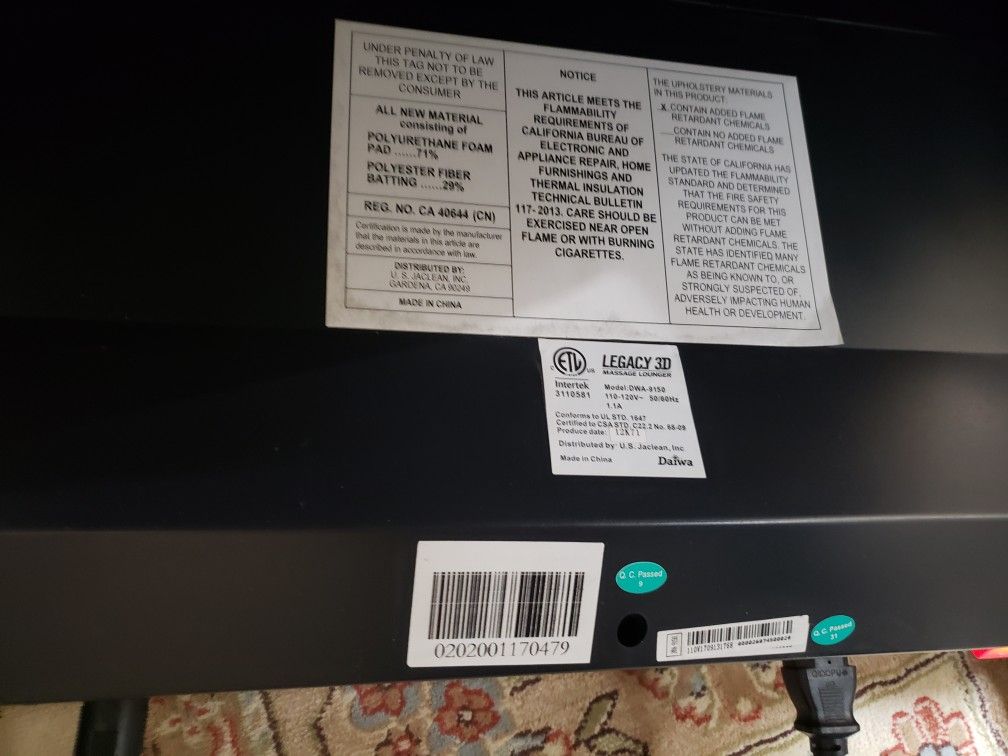 UNDER PENALTY OF LAW
THIS TAG NOT TO BE
REMOVED EXCEPT BY THE
CONSUMER
ALL NEW MATERIAL
consisting of
POLYURETHANE FOAM
PAD ......71%
POLYESTER FIBER
BATTING ......29%
REG. NO. CA 40644 (CN)
Certification is made by the manufacturer
that the materials in this article are
described in accordance with law.
DISTRIBUTED BY:
U. S. JACLEAN, INC.
GARDENA, CA 90249
MADE IN CHINA
NOTICE
THIS ARTICLE MEETS THE
FLAMMABILITY
REQUIREMENTS OF
CALIFORNIA BUREAU OF
ELECTRONIC AND
APPLIANCE REPAIR, HOME
FURNISHINGS AND
THERMAL INSULATION
TECHNICAL BULLETIN
117-2013. CARE SHOULD BE
EXERCISED NEAR OPEN
FLAME OR WITH BURNING
CIGARETTES.
THE UPHOLSTERY MATERIALS
IN THIS PRODUCT
X CONTAIN ADDED FLAME
RETARDANT CHEMICALS
CONTAIN NO ADDED FLAME
RETARDANT CHEMICALS
THE STATE OF CALIFORNIA HAS
UPDATED THE FLAMMABILITY
STANDARD AND DETERMINED
THAT THE FIRE SAFETY
REQUIREMENTS FOR THIS
PRODUCT CAN BE MET
WITHOUT ADDING FLAME
RETARDANT CHEMICALS. THE
STATE HAS IDENTIFIED MANY
FLAME RETARDANT CHEMICALS
AS BEING KNOWN TO, OR
STRONGLY SUSPECTED OF,
ADVERSELY IMPACTING HUMAN
HEALTH OR DEVELOPMENT.
C ETL US
Intertek
3110581
LEGACY 3D
MASSAGE LOUNGER
Model:DWA-9150
110-120V~ 50/60Hz
1.1A
Conforms to UL STD. 1647
Certified to CSA STD. C22.2 No. 68-09
Produce date: 12K71
Distributed by: U.S. Jaclean, Inc
Made in China
Daiwa
0202001170479
Q.C. Passed
9
Q.C. Passed
31